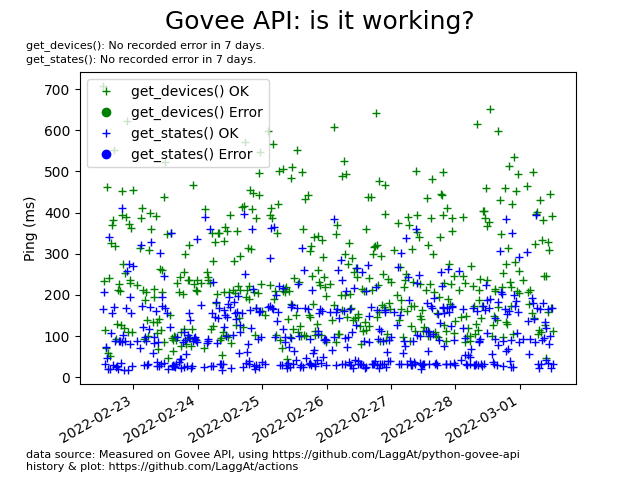 Govee API: is it working?
get_devices(): No recorded error in 7 days.
get_states(): No recorded error in 7 days.
get_devices() OK
get_devices() Error
get_states() OK
get_states() Error
700
600
500
400
300
200
100
0
Ping (ms)
2022-02-23
2022-02-24
2022-02-25
2022-02-26
2022-02-27
2022-02-28
2022-03-01
data source: Measured on Govee API, using https://github.com/LaggAt/python-govee-api
history & plot: https://github.com/LaggAt/actions